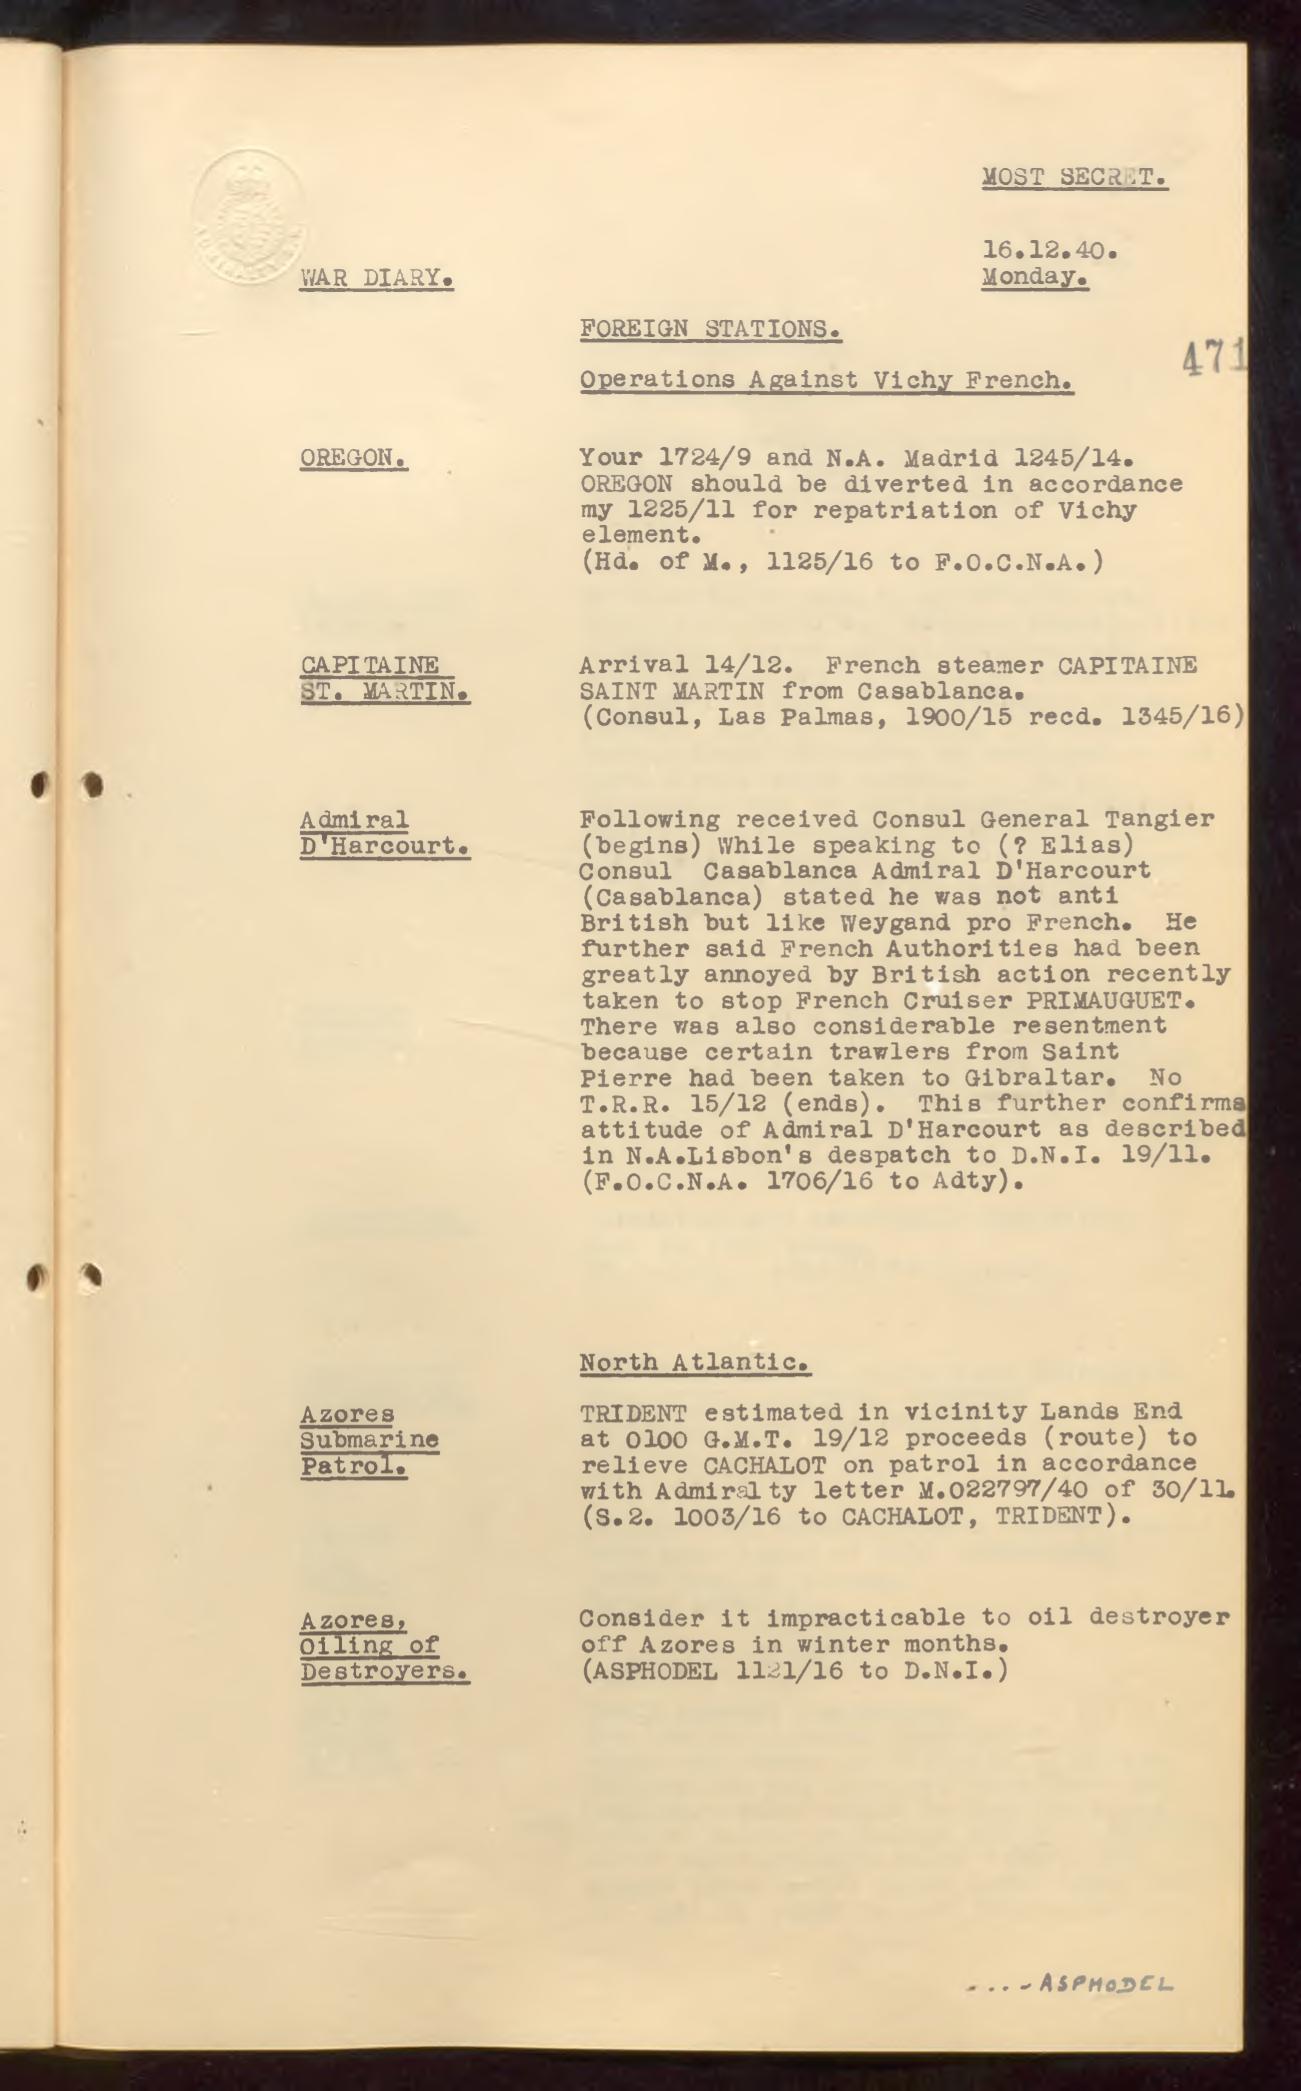 MOST SECRET.
16.12.40.
Monday.
WAR DIARY.
FOREIGN STATIONS.
471
Operations Against Vichy French.
OREGON.
Your 1724/9 and N.A. Madrid 1245/14.
OREGON should be diverted in accordance
my 1225/11 for repatriation of Vichy
element.
(Hd. of M., 1125/16 to F.O.C.N.A.)
CAPITAINE
ST. MARTIN.
Arrival 14/12. French steamer CAPITAINE
SAINT MARTIN from Casablanca.
(Consul, Las Palmas, 1900/15 recd. 1345/16)
Admiral
D'Harcourt.
Following received Consul General Tangier
(begins) While speaking to (? Elias)
Consul Casablanca Admiral D'Harcourt
(Casablanca) stated he was not anti
British but like Weygand pro French. He
further said French Authorities had been
greatly annoyed by British action recently
taken to stop French Cruiser PRIMAUGUET.
There was also considerable resentment
because certain trawlers from Saint
Pierre had been taken to Gibraltar. No
T.R.R. 15/12 (ends). This further confirms
attitude of Admiral D'Harcourt as described
in N.A.Lisbon's despatch to D.N.I. 19/11.
(F.O.C.N.A. 1706/16 to Adty).
North Atlantic.
Azores
Submarine
Patrol.
TRIDENT estimated in vicinity Lands End
at 0100 G.M.T. 19/12 proceeds (route) to
relieve CACHALOT on patrol in accordance
with Admiralty letter M.022797/40 of 30/11.
(S.2. 1003/16 to CACHALOT, TRIDENT).
Azores,
Oiling of
Destroyers.
Consider it impracticable to oil destroyer
off Azores in winter months.
(ASPHODEL 1121/16 to D.N.I.)
....-ASPHODEL